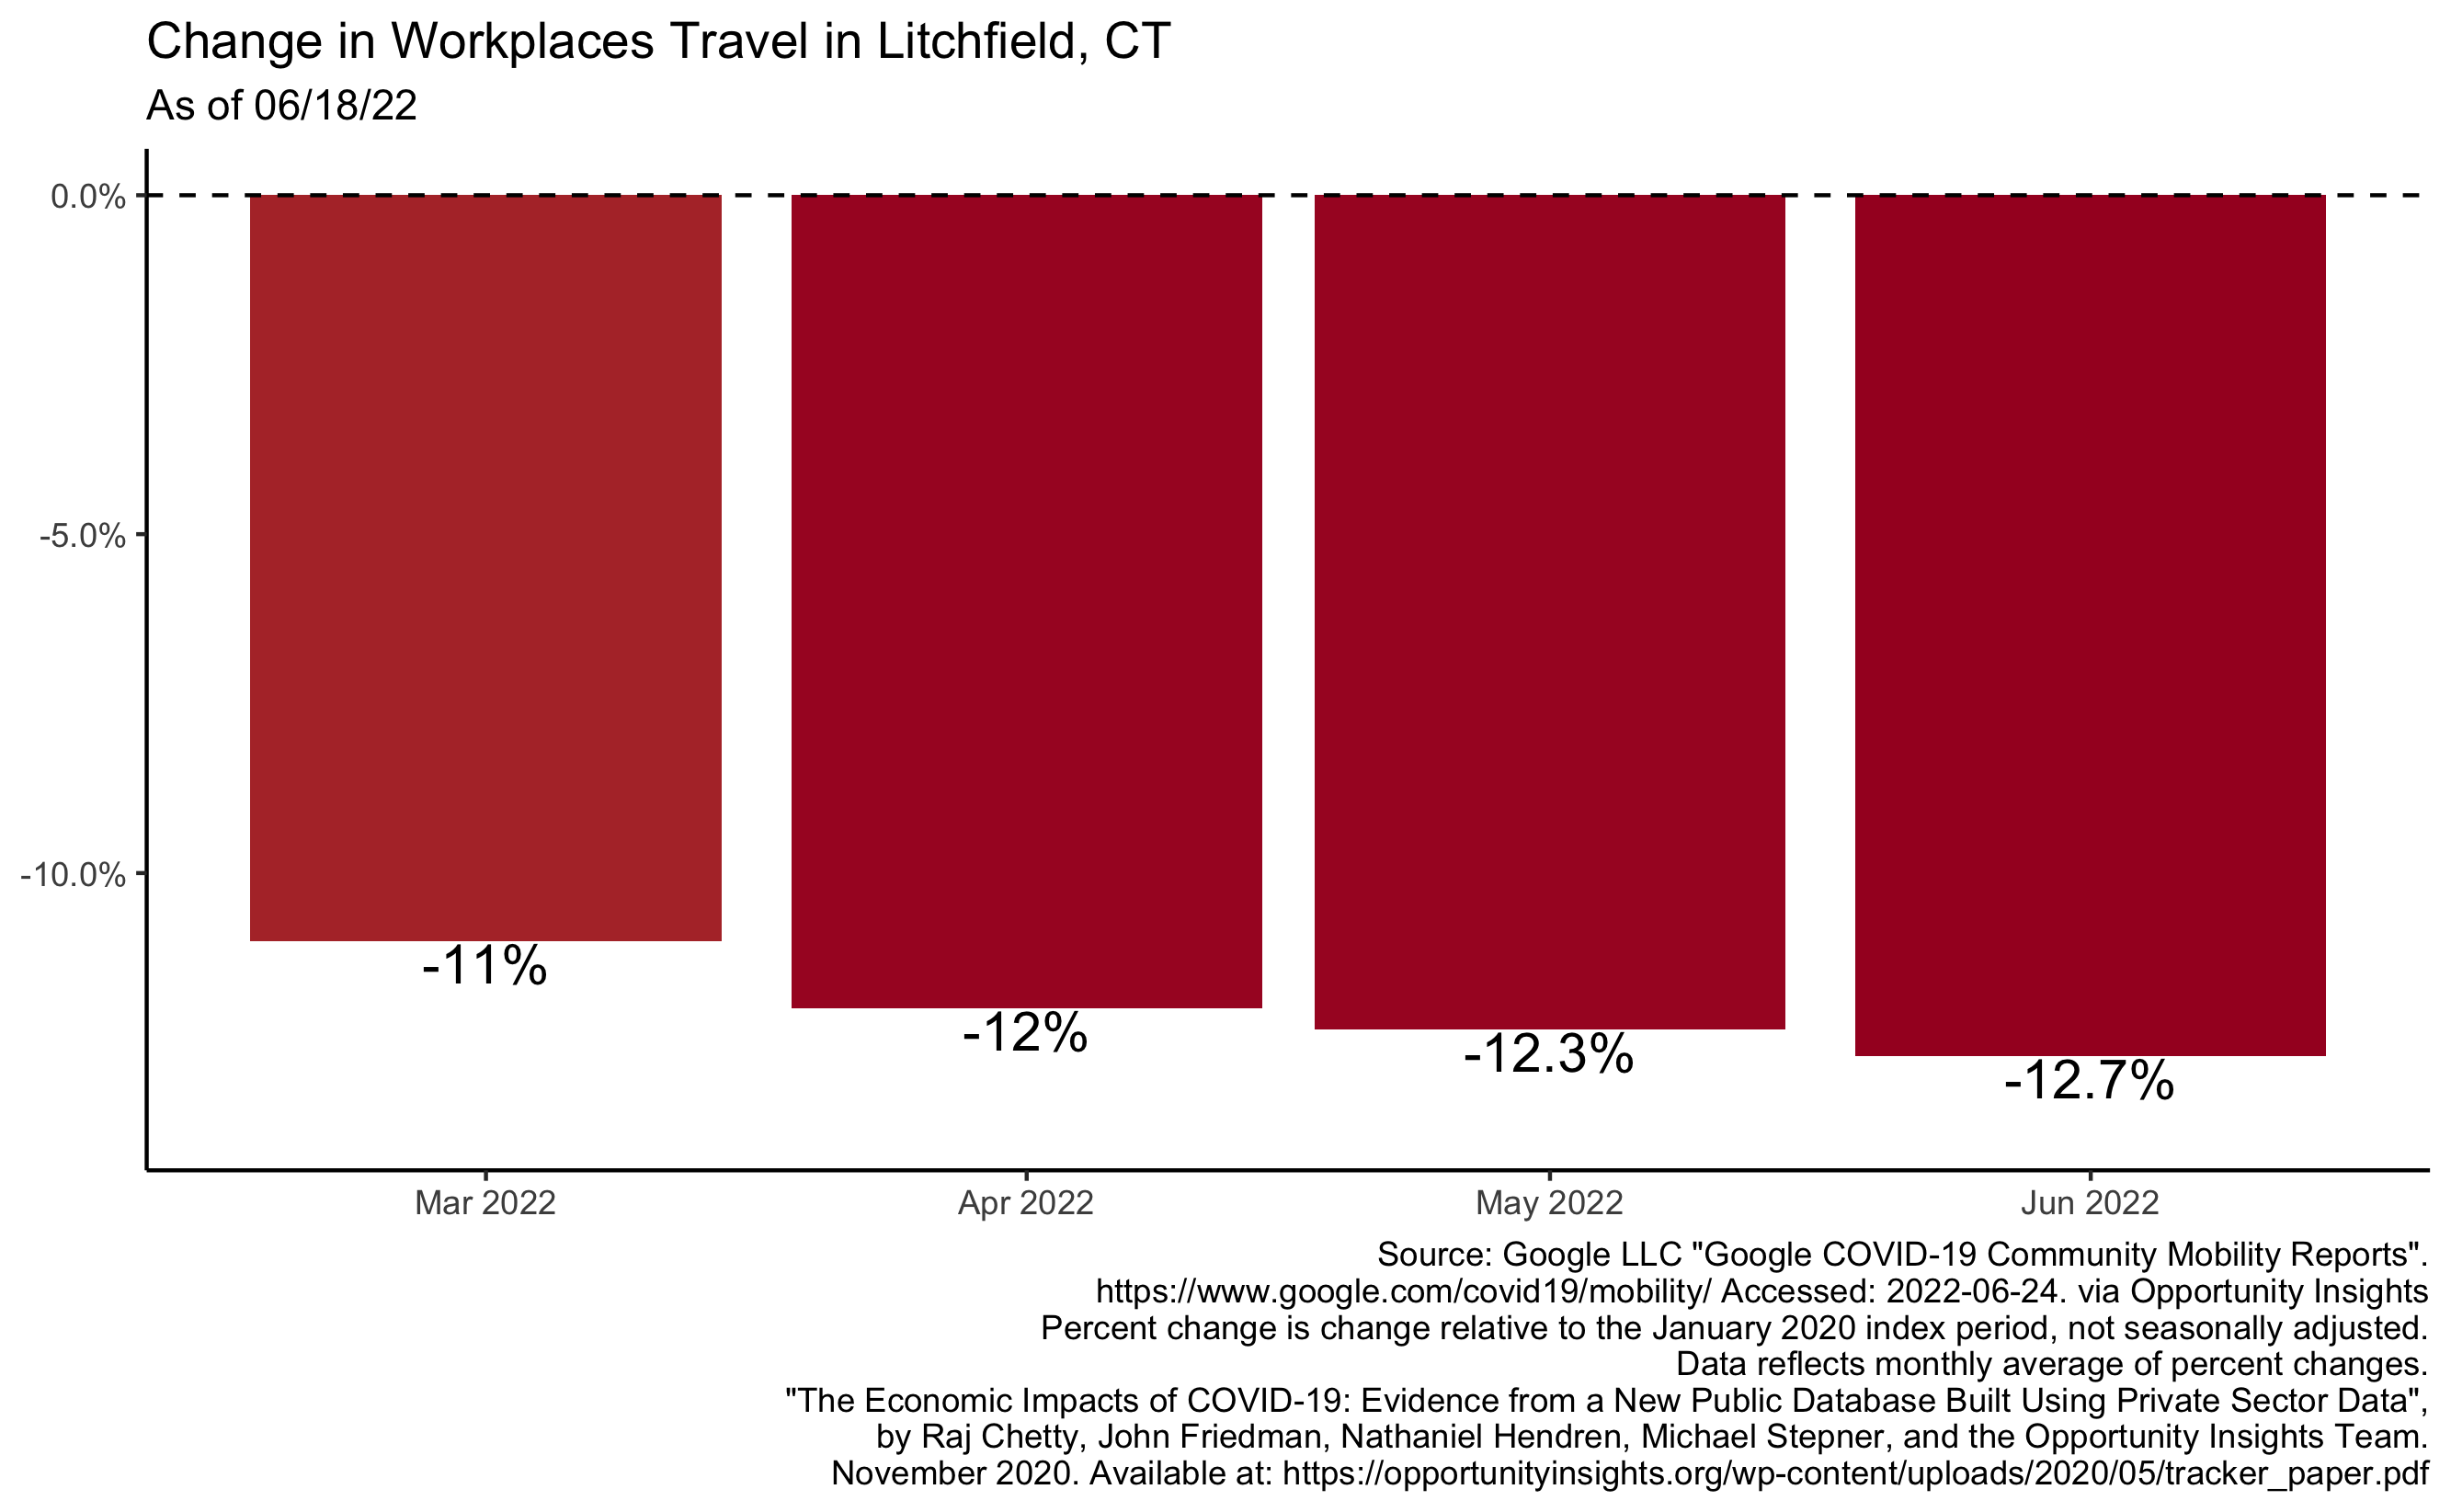 Change in Workplaces Travel in Litchfield, CT
As of 06/18/22
0.0%
-5.0%
-10.0%
-11%
-12%
-12.3%
-12.7%
Mar 2022
Apr 2022
May 2022
Jun 2022
Source: Google LLC "Google COVID-19 Community Mobility Reports".
https://www.google.com/covid19/mobility/ Accessed: 2022-06-24. via Opportunity Insights
Percent change is change relative to the January 2020 index period, not seasonally adjusted.
Data reflects monthly average of percent changes.
"The Economic Impacts of COVID-19: Evidence from a New Public Database Built Using Private Sector Data",
by Raj Chetty, John Friedman, Nathaniel Hendren, Michael Stepner, and the Opportunity Insights Team.
November 2020. Available at: https://opportunityinsights.org/wp-content/uploads/2020/05/tracker_paper.pdf